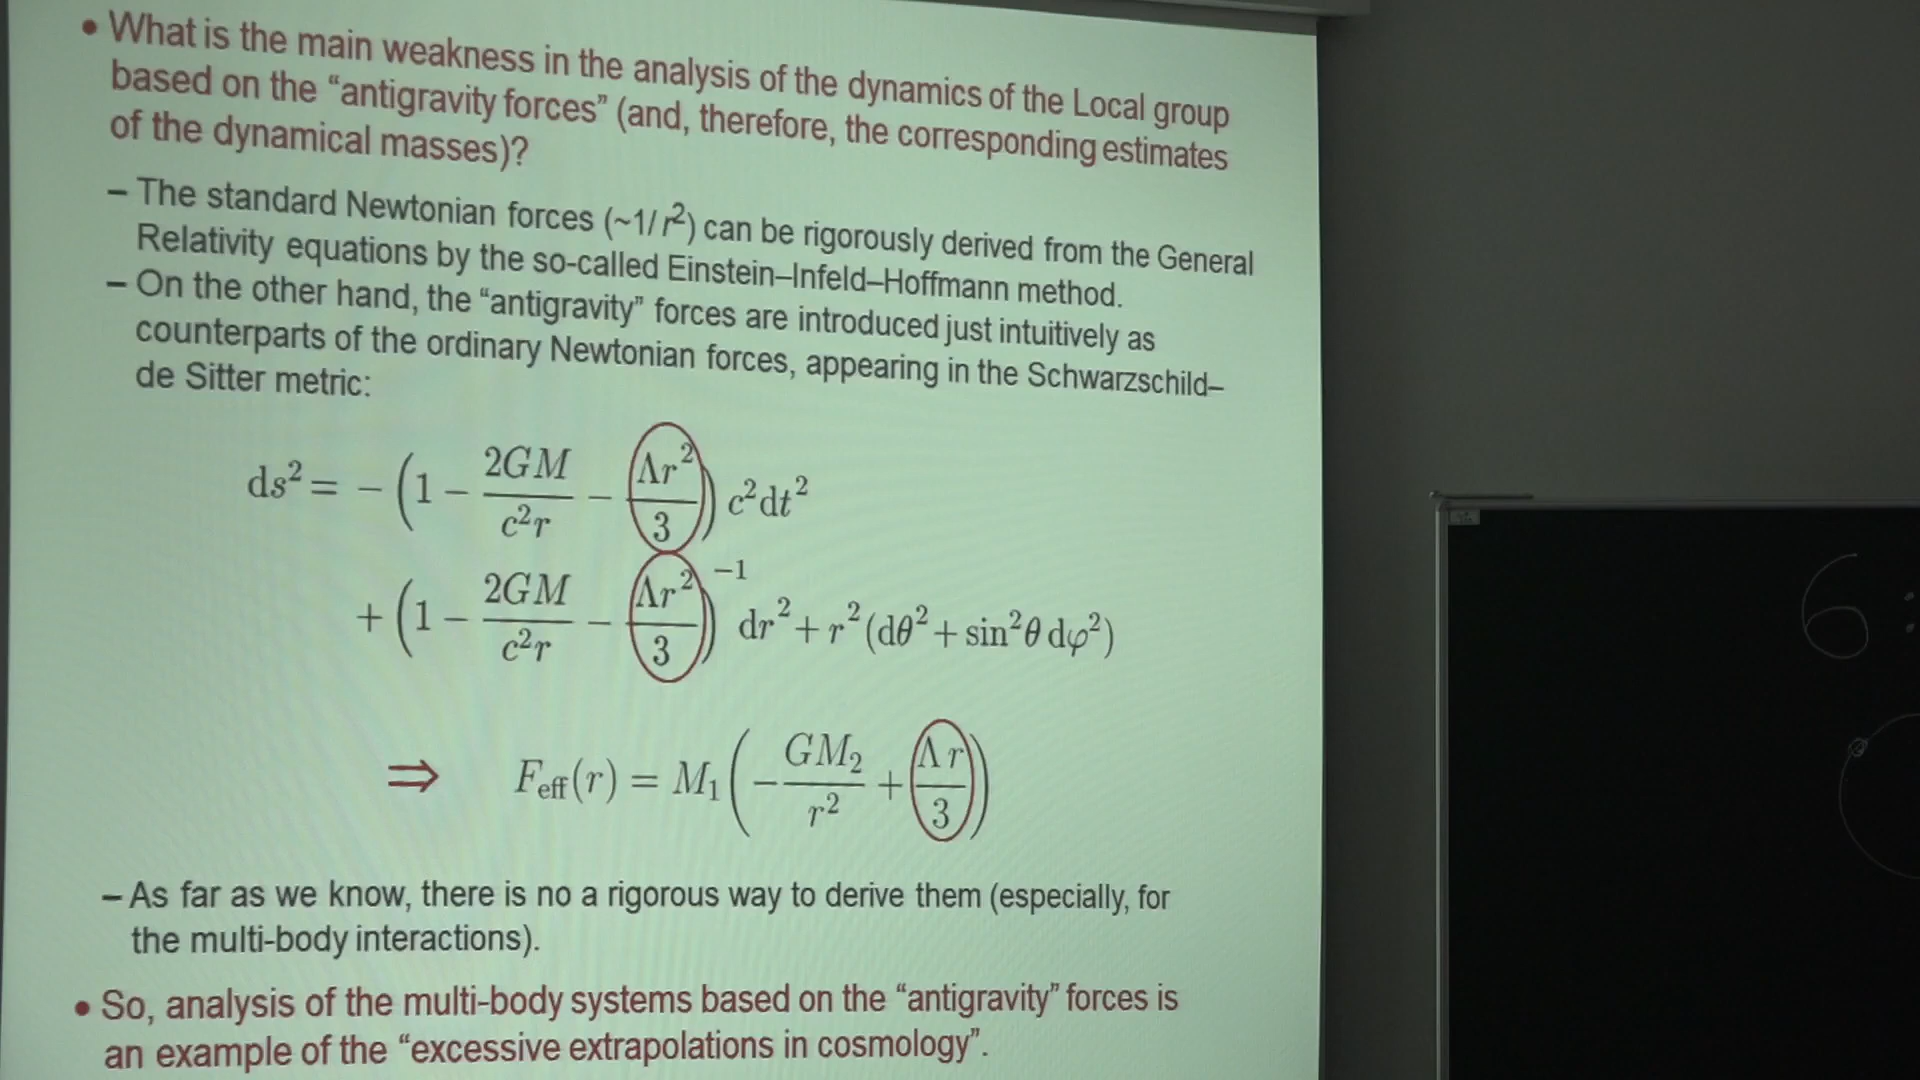 • What is the main weakness in the analysis of the dynamics of the Local group
based on the “antigravity forces” (and, therefore, the corresponding estimates
of the dynamical masses)?
– The standard Newtonian forces (~1/r²) can be rigorously derived from the General
Relativity equations by the so-called Einstein–Infeld–Hoffmann method.
– On the other hand, the “antigravity” forces are introduced just intuitively as
counterparts of the ordinary Newtonian forces, appearing in the Schwarzschild–
de Sitter metric:
ds² = − (1 − 2GM/c²r − Λr²/3) c²dt²
+ (1 − 2GM/c²r − Λr²/3)⁻¹ dr² + r²(dθ² + sin²θ dφ²)
⇒ F_eff(r) = M₁(− GM₂/r² + Λr/3)
– As far as we know, there is no a rigorous way to derive them (especially, for
the multi-body interactions).
• So, analysis of the multi-body systems based on the “antigravity” forces is
an example of the “excessive extrapolations in cosmology”.
6: